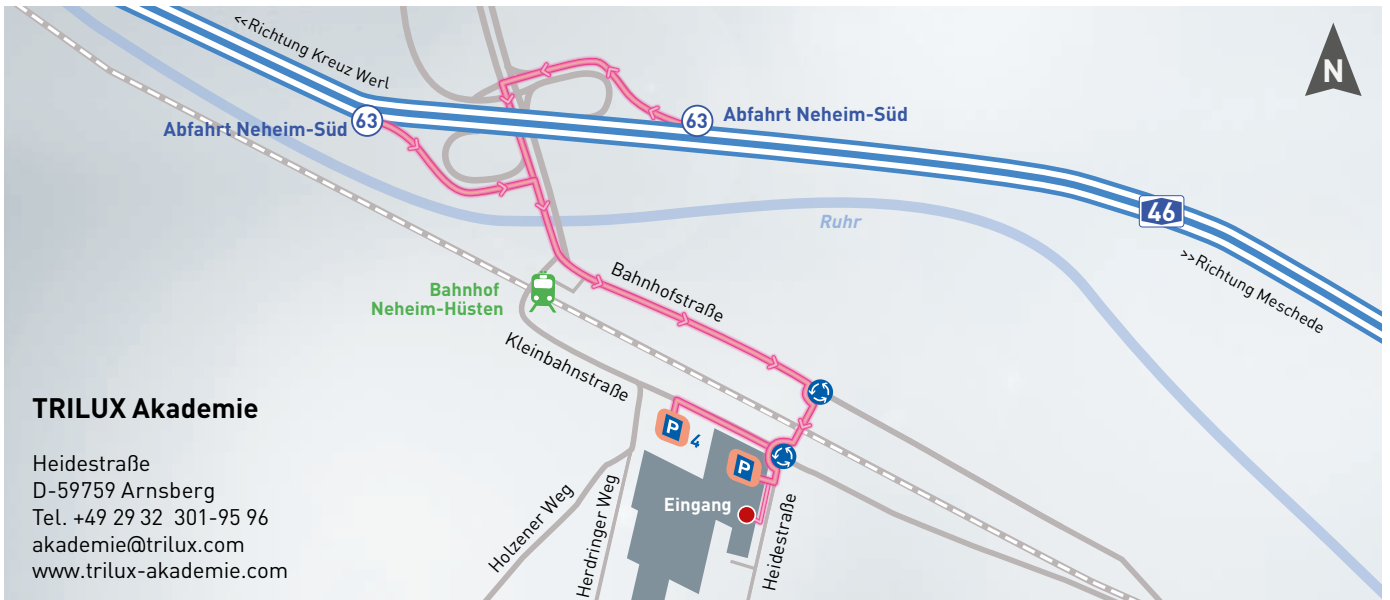 <<Richtung Kreuz Werl
N
63
Abfahrt Neheim-Süd
Abfahrt Neheim-Süd
63
46
Ruhr
>>Richtung Meschede
Bahnhofstraße
Bahnhof
Neheim-Hüsten
Kleinbahnstraße
P
4
P
Eingang
Holzener Weg
Herdringer Weg
Heidestraße
TRILUX Akademie
Heidestraße
D-59759 Arnsberg
Tel. +49 29 32 301-95 96
akademie@trilux.com
www.trilux-akademie.com